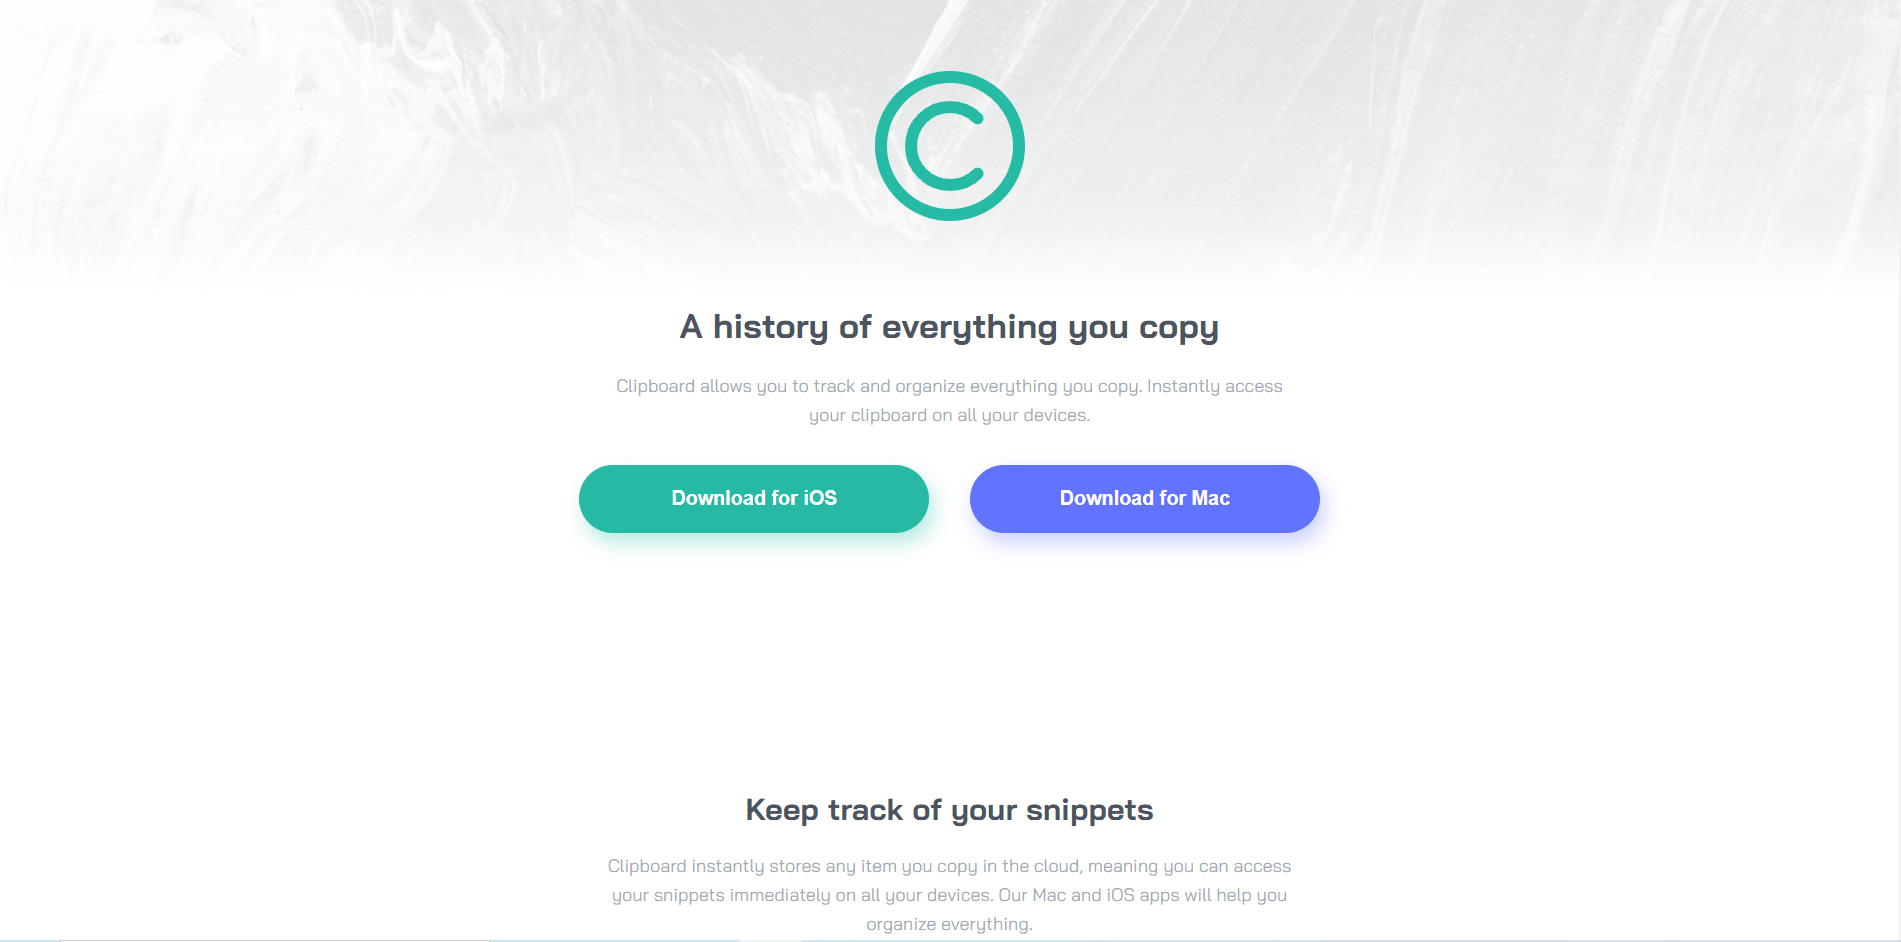 C
A history of everything you copy
Clipboard allows you to track and organize everything you copy. Instantly access
your clipboard on all your devices.
Download for iOS
Download for Mac
Keep track of your snippets
Clipboard instantly stores any item you copy in the cloud, meaning you can access
your snippets immediately on all your devices. Our Mac and iOS apps will help you
organize everything.